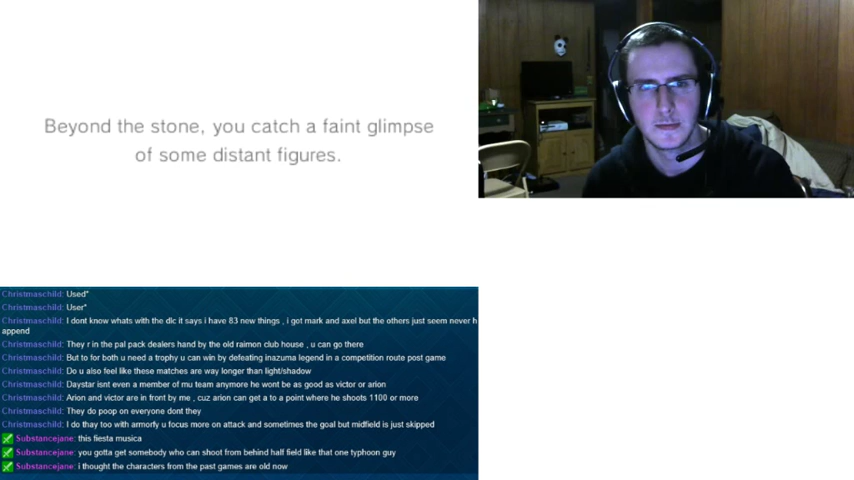 Beyond the stone, you catch a faint glimpse
of some distant figures.
Christmaschild: Used*
Christmaschild: User*
Christmaschild: I dont know whats with the dlc it says i have 83 new things , i got mark and axel but the others just seem never h
append
Christmaschild: They r in the pal pack dealers hand by the old raimon club house , u can go there
Christmaschild: But to for both u need a trophy u can win by defeating inazuma legend in a competition route post game
Christmaschild: Do u also feel like these matches are way longer than light/shadow
Christmaschild: Daystar isnt even a member of mu team anymore he wont be as good as victor or arion
Christmaschild: Arion and victor are in front by me , cuz arion can get a to a point where he shoots 1100 or more
Christmaschild: They do poop on everyone dont they
Christmaschild: I do thay too with armorfy u focus more on attack and sometimes the goal but midfield is just skipped
Substancejane: this fiesta musica
Substancejane: you gotta get somebody who can shoot from behind half field like that one typhoon guy
Substancejane: i thought the characters from the past games are old now